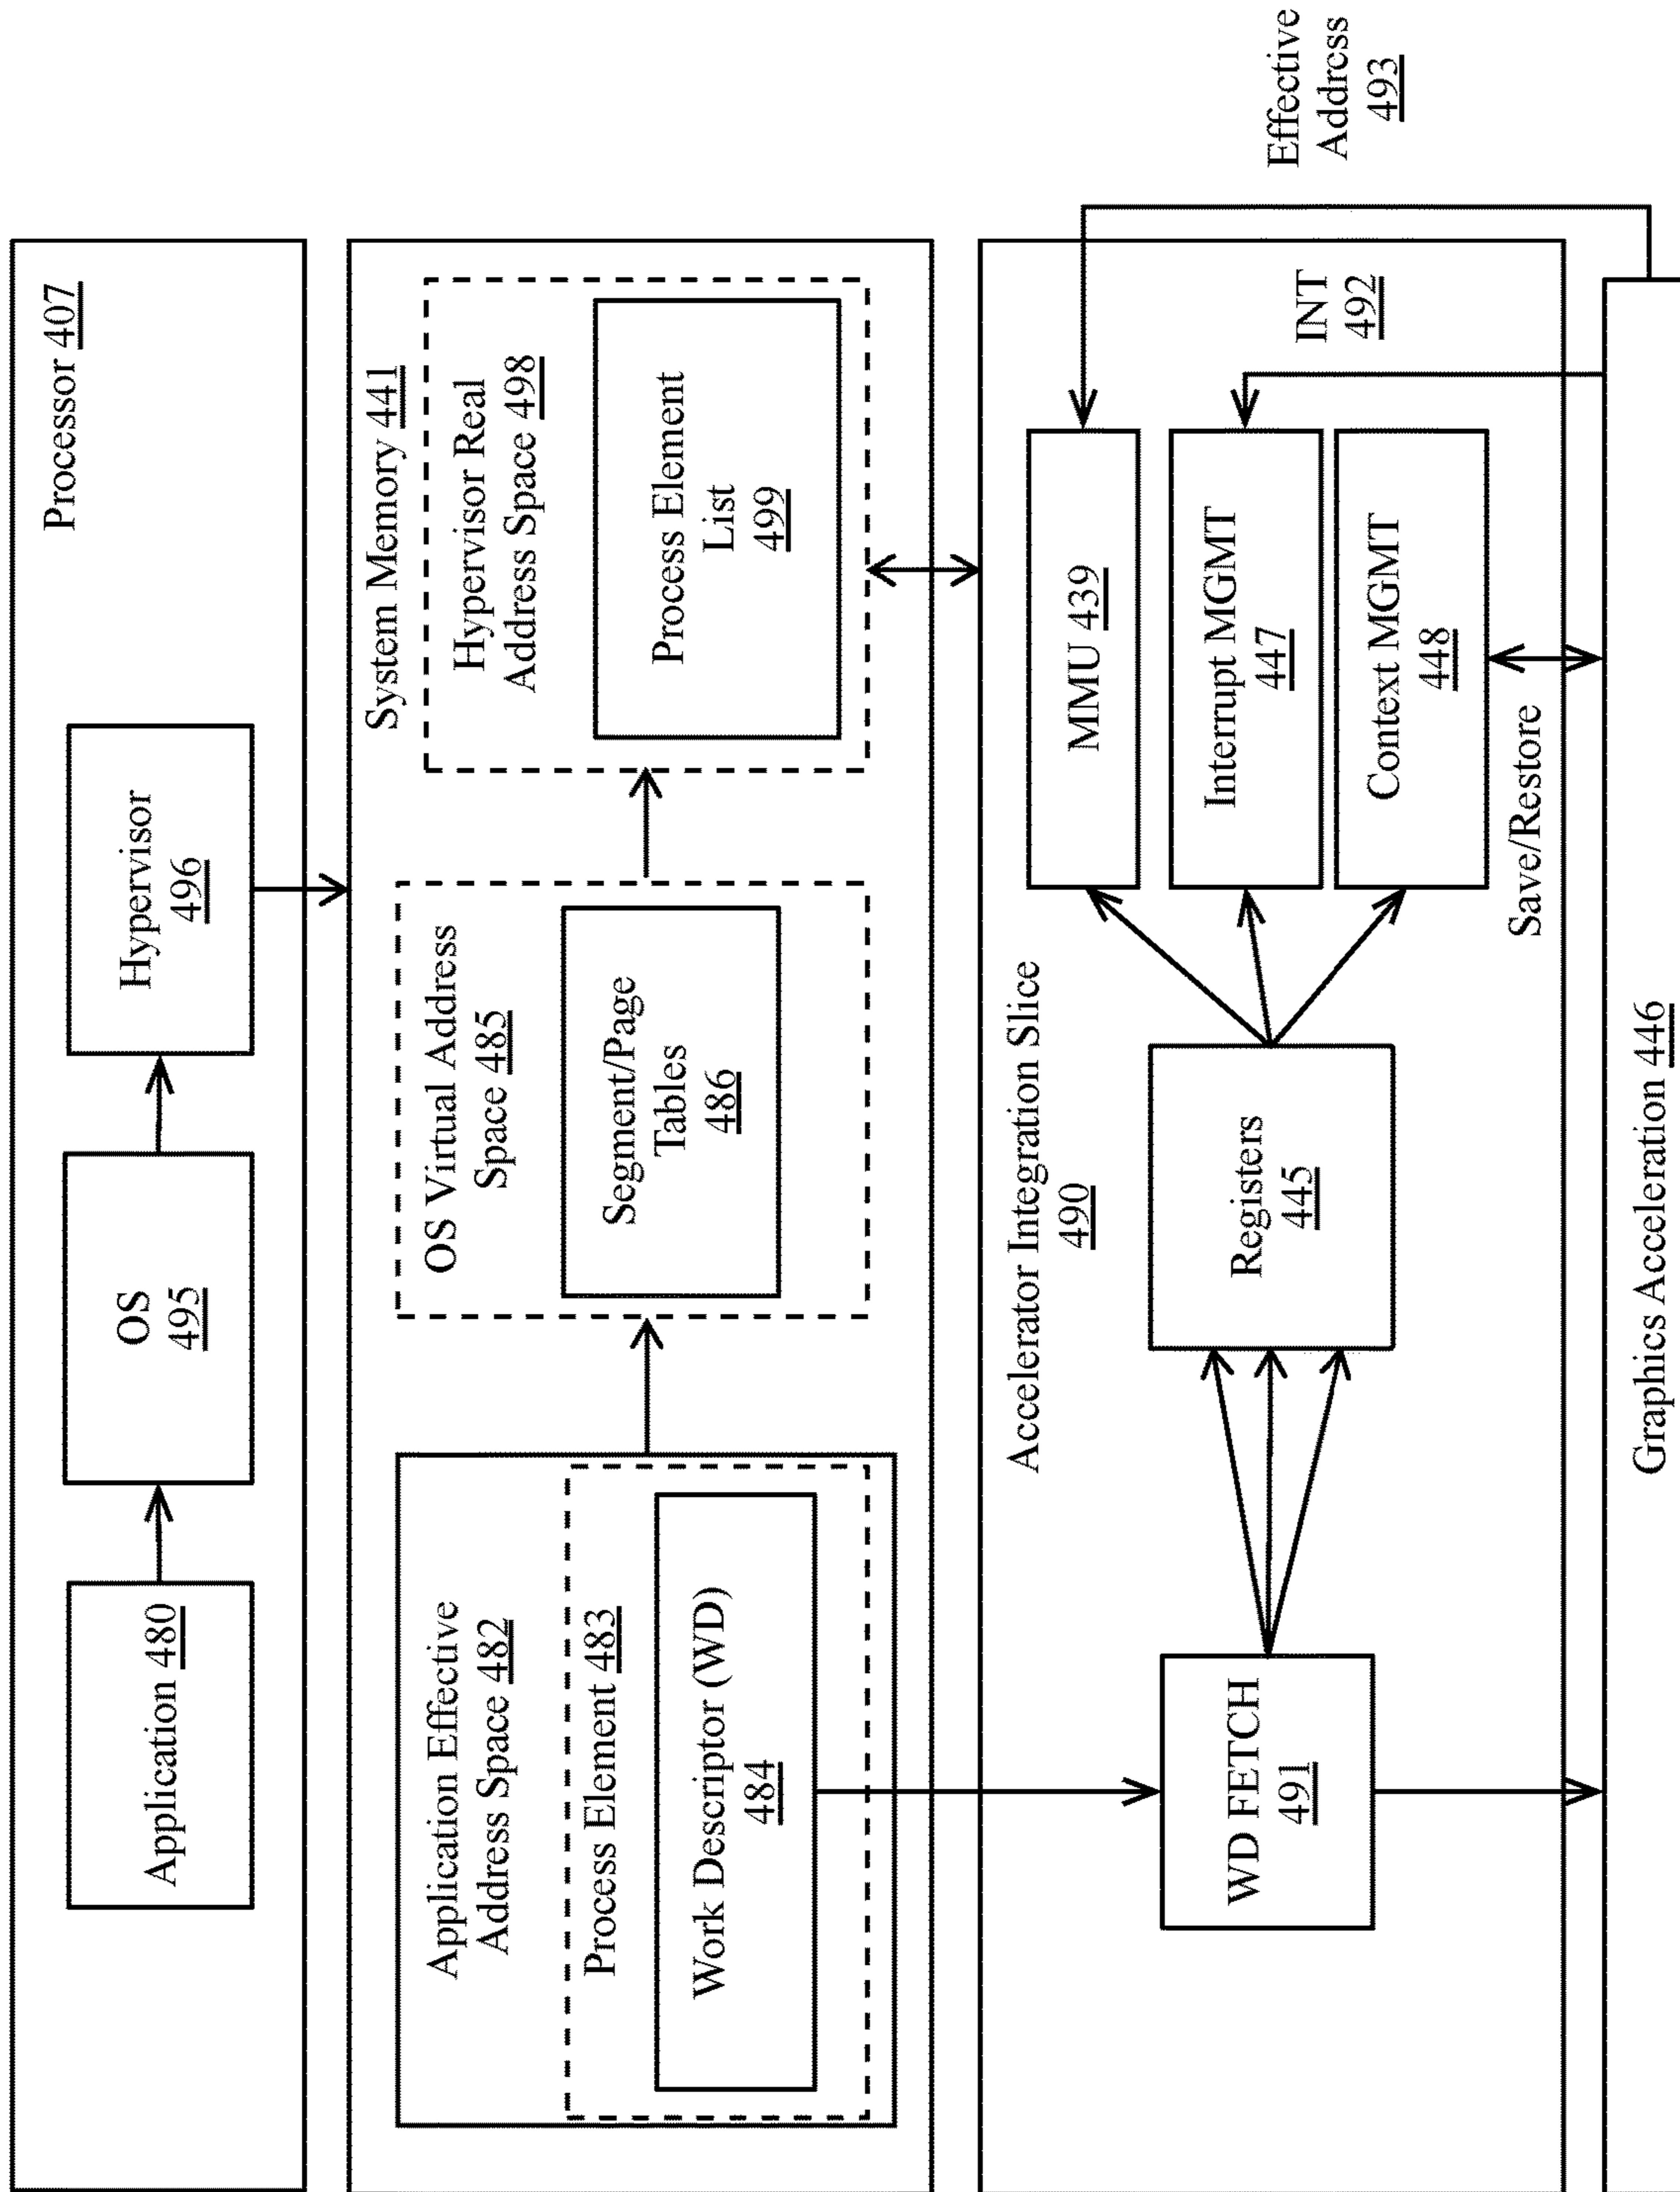 Processor 407
Application 480
OS
495
Hypervisor
496
System Memory 441
Application Effective
Address Space 482
Process Element 483
Work Descriptor (WD)
484
OS Virtual Address
Space 485
Segment/Page
Tables
486
Hypervisor Real
Address Space 498
Process Element
List
499
Accelerator Integration Slice
490
WD FETCH
491
Registers
445
MMU 439
Interrupt MGMT
447
Context MGMT
448
INT
492
Effective
Address
493
Save/Restore
Graphics Acceleration 446